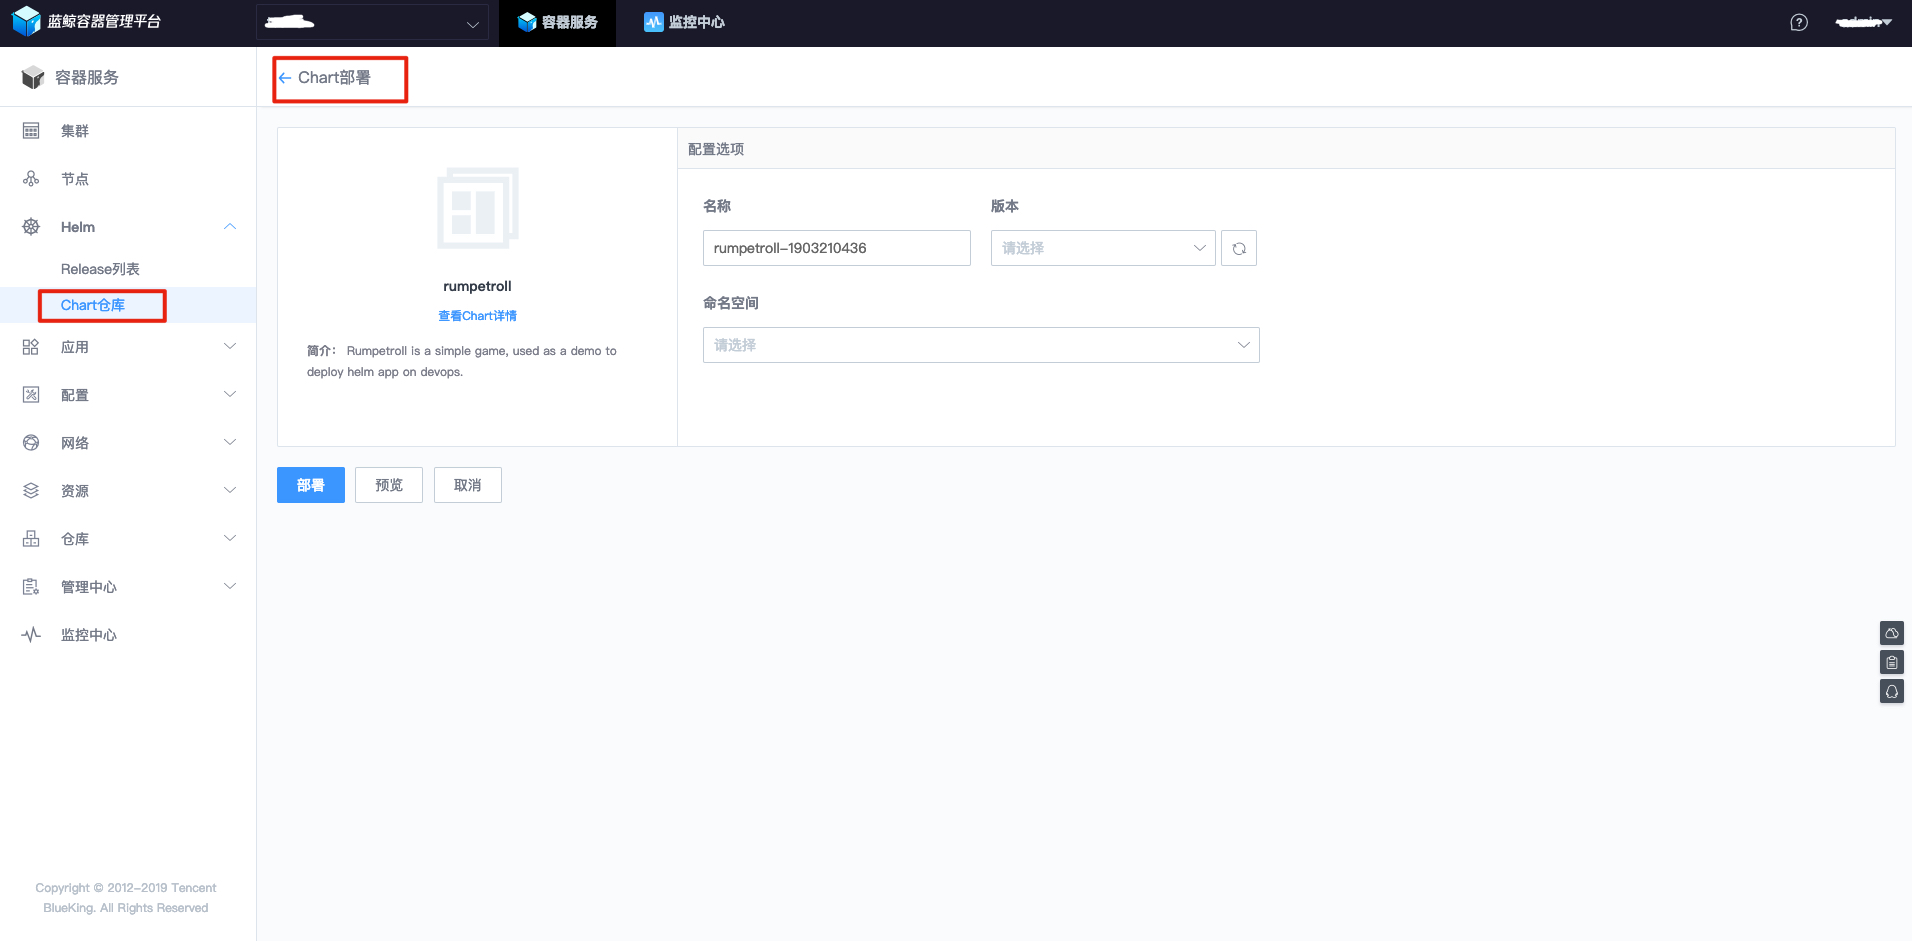 蓝鲸容器管理平台
容器服务
监控中心
容器服务
Chart部署
集群
节点
Helm
Release列表
Chart仓库
应用
配置
网络
资源
仓库
管理中心
监控中心
Copyright © 2012-2019 Tencent
BlueKing. All Rights Reserved
rumpetroll
查看Chart详情
简介： Rumpetroll is a simple game, used as a demo to
deploy helm app on devops.
配置选项
名称
版本
rumpetroll-1903210436
请选择
命名空间
请选择
部署
预览
取消